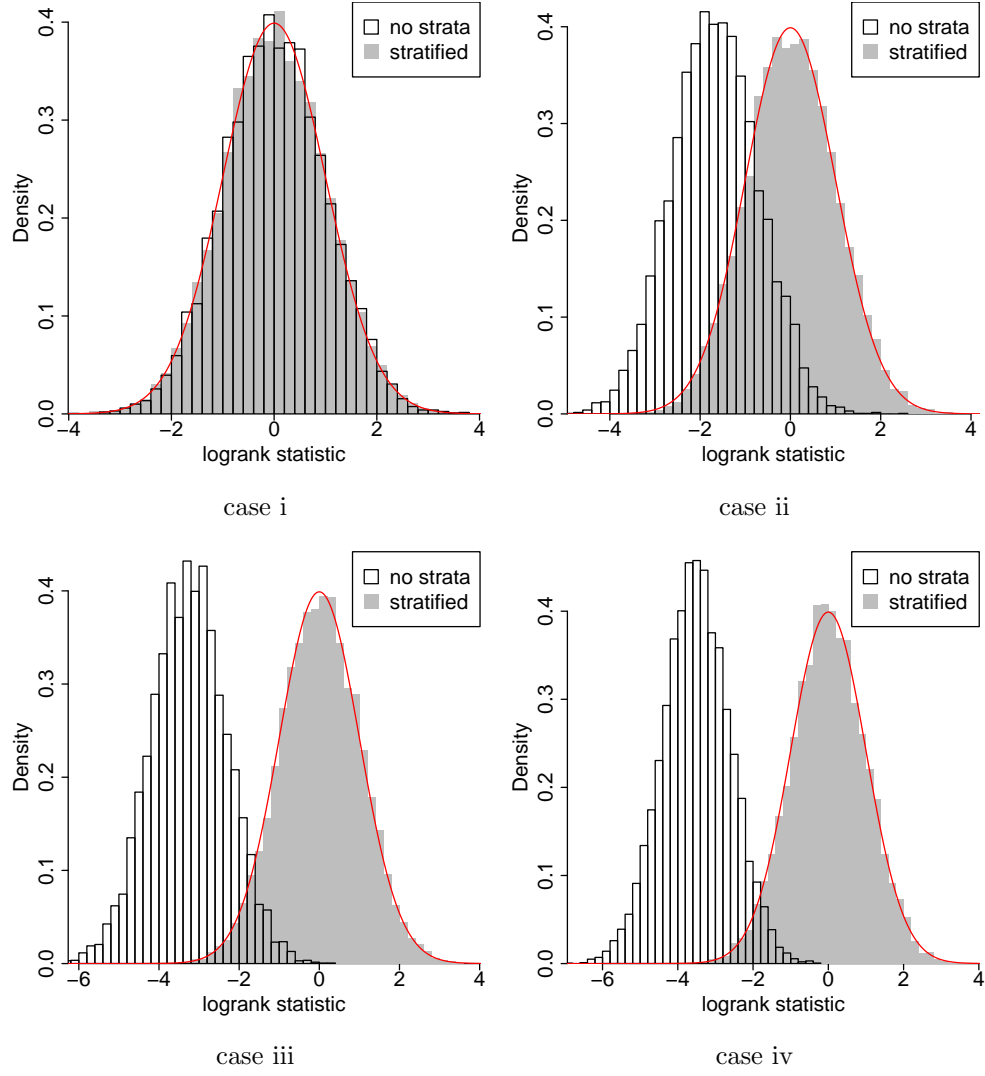 no strata
stratified
Density
0.0 0.1 0.2 0.3 0.4
−4 −2 0 2 4
logrank statistic
case i
no strata
stratified
Density
0.0 0.1 0.2 0.3 0.4
−4 −2 0 2 4
logrank statistic
case ii
no strata
stratified
Density
0.0 0.1 0.2 0.3 0.4
−6 −4 −2 0 2 4
logrank statistic
case iii
no strata
stratified
Density
0.0 0.1 0.2 0.3 0.4
−6 −4 −2 0 2 4
logrank statistic
case iv